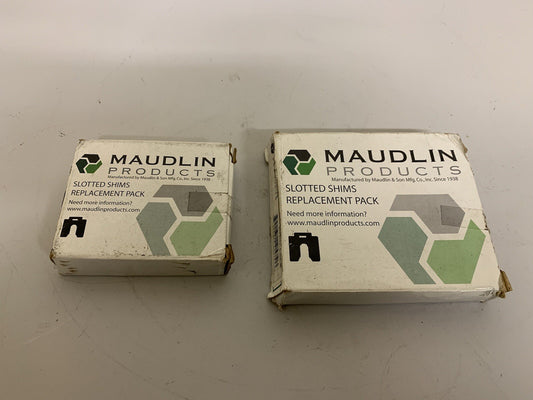 MAUDLIN
PRODUCTS
Manufactured by Maudlin & Son Mfg. Co., Inc. Since 1938
SLOTTED SHIMS
REPLACEMENT PACK
Need more information?
www.maudlinproducts.com
MAUDLIN
PRODUCTS
Manufactured by Maudlin & Son Mfg. Co., Inc. Since 1938
SLOTTED SHIMS
REPLACEMENT PACK
Need more information?
www.maudlinproducts.com